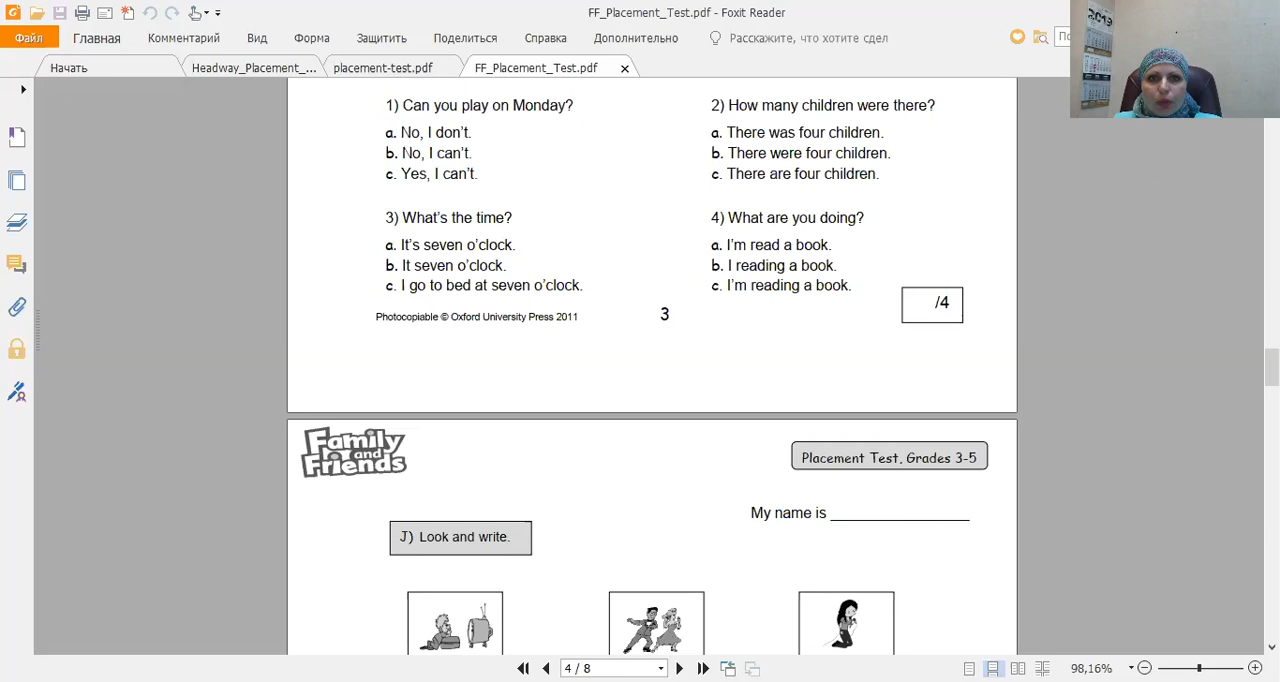 FF_Placement_Test.pdf - Foxit Reader
Файл Главная Комментарий Вид Форма Защитить Поделиться Справка Дополнительно Расскажите, что хотите сдел
Начать Headway_Placement_... placement-test.pdf FF_Placement_Test.pdf
2019
1) Can you play on Monday?
a. No, I don't.
b. No, I can't.
c. Yes, I can't.
2) How many children were there?
a. There was four children.
b. There were four children.
c. There are four children.
3) What's the time?
a. It's seven o'clock.
b. It seven o'clock.
c. I go to bed at seven o'clock.
4) What are you doing?
a. I'm read a book.
b. I reading a book.
c. I'm reading a book.
/4
Photocopiable © Oxford University Press 2011
3
Family and Friends
Placement Test, Grades 3-5
My name is
J) Look and write.
4 / 8
98,16%